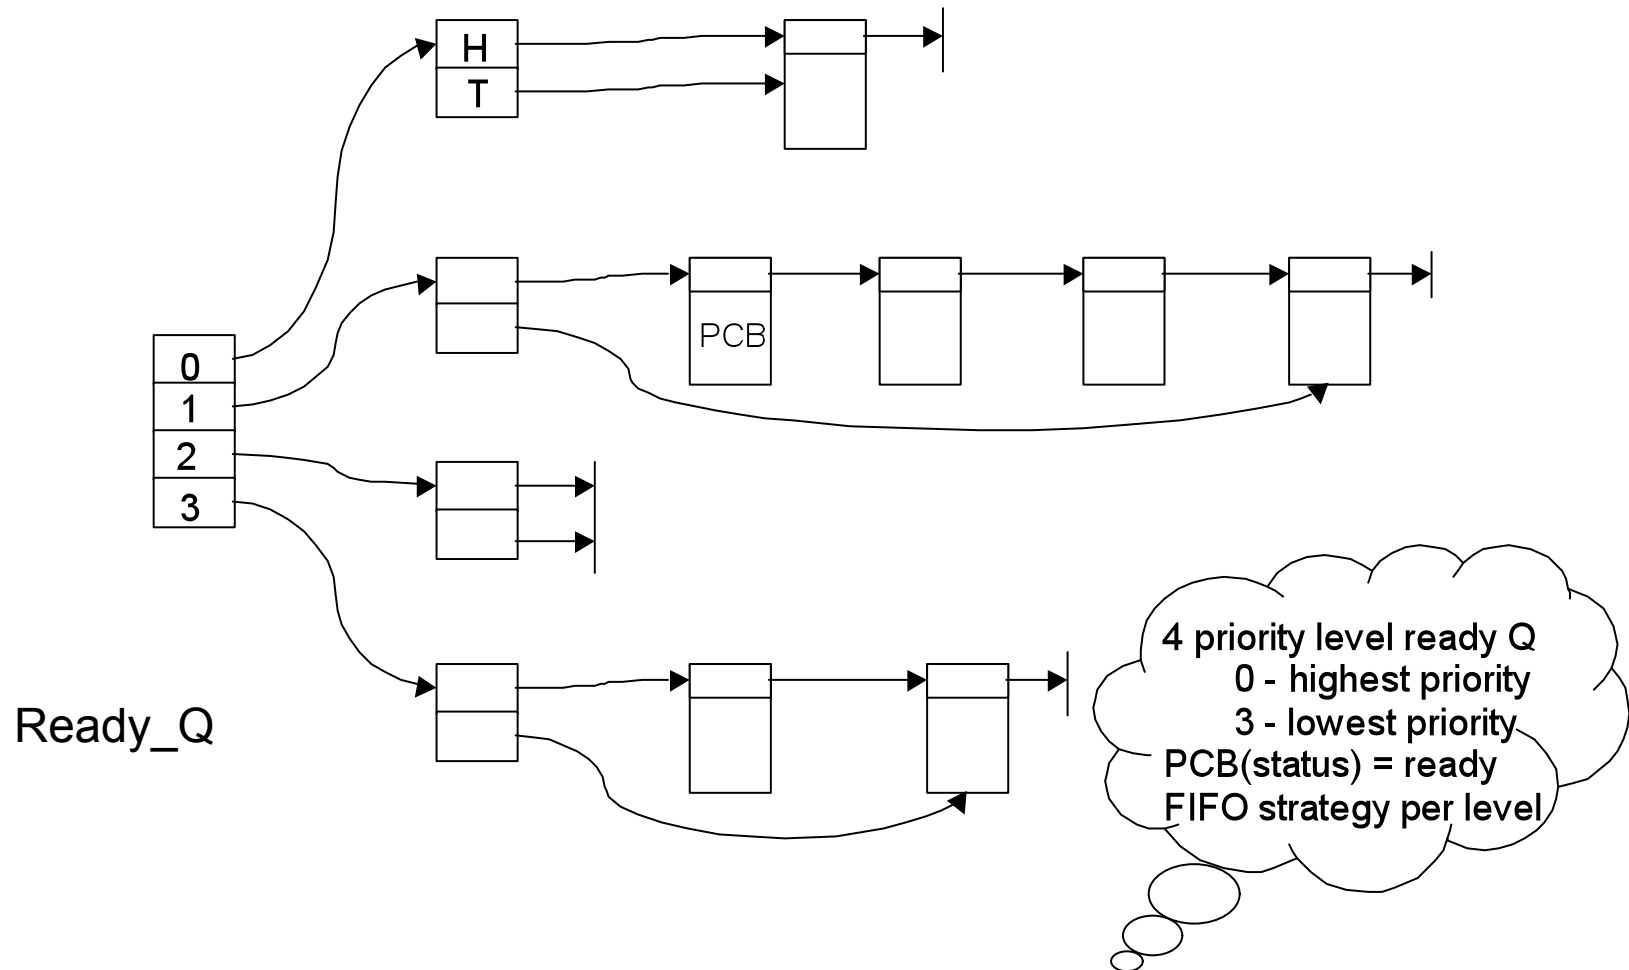 H
T
PCB
0
1
2
3
Ready_Q
4 priority level ready Q
0 - highest priority
3 - lowest priority
PCB(status) = ready
FIFO strategy per level